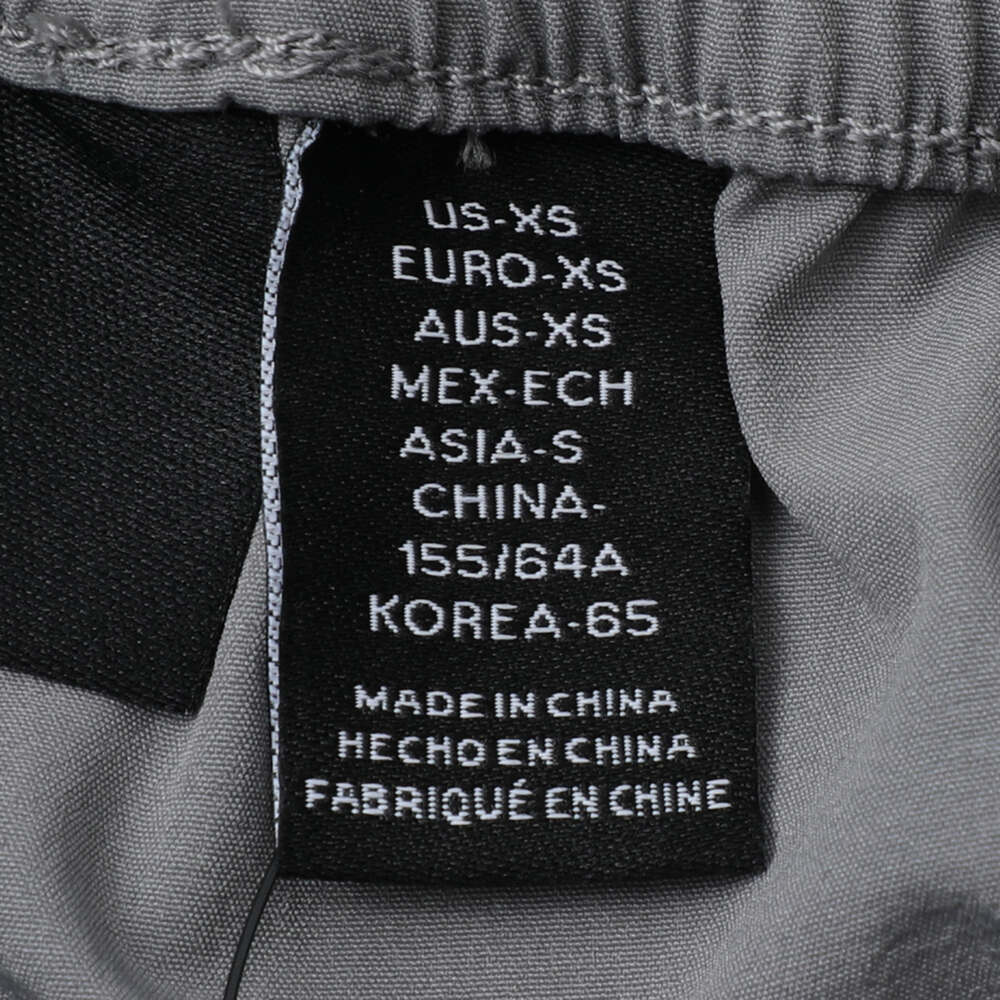 US-XS
EURO-XS
AUS-XS
MEX-ECH
ASIA-S
CHINA-
155/64A
KOREA-65
MADE IN CHINA
HECHO EN CHINA
FABRIQUÉ EN CHINE